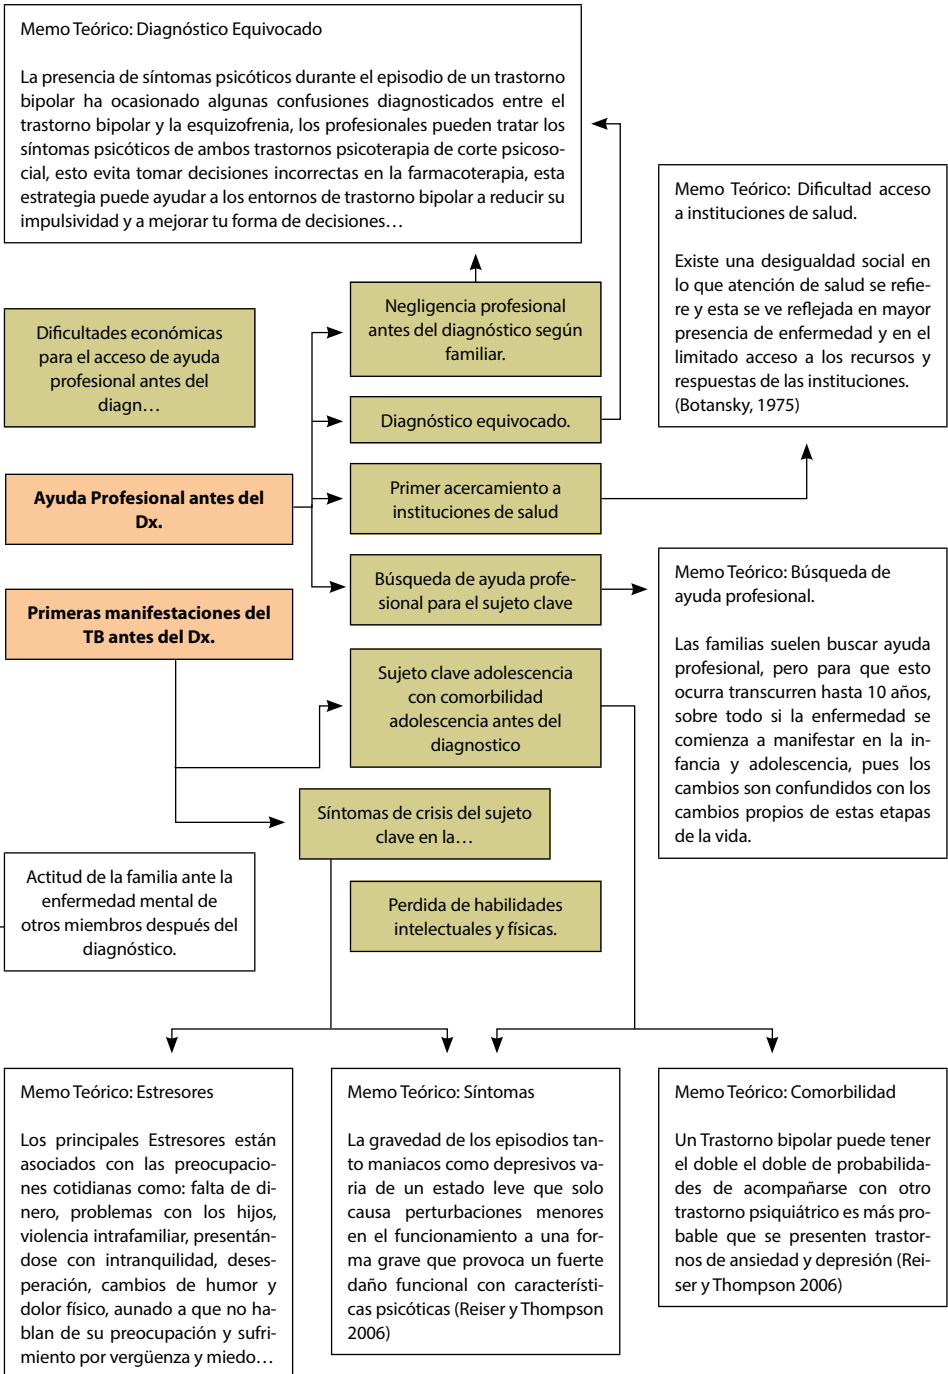 Memo Teórico: Diagnóstico Equivocado
La presencia de síntomas psicóticos durante el episodio de un trastorno
bipolar ha ocasionado algunas confusiones diagnosticados entre el
trastorno bipolar y la esquizofrenia, los profesionales pueden tratar los
síntomas psicóticos de ambos trastornos psicoterapia de corte psicoso-
cial, esto evita tomar decisiones incorrectas en la farmacoterapia, esta
estrategia puede ayudar a los entornos de trastorno bipolar a reducir su
impulsividad y a mejorar tu forma de decisiones…
Memo Teórico: Dificultad acceso
a instituciones de salud.
Existe una desigualdad social en
lo que atención de salud se refie-
re y esta se ve reflejada en mayor
presencia de enfermedad y en el
limitado acceso a los recursos y
respuestas de las instituciones.
(Botansky, 1975)
Dificultades económicas
para el acceso de ayuda
profesional antes del
diagn…
Negligencia profesional
antes del diagnóstico según
familiar.
Diagnóstico equivocado.
Ayuda Profesional antes del
Dx.
Primer acercamiento a
instituciones de salud
Búsqueda de ayuda profe-
sional para el sujeto clave
Memo Teórico: Búsqueda de
ayuda profesional.
Las familias suelen buscar ayuda
profesional, pero para que esto
ocurra transcurren hasta 10 años,
sobre todo si la enfermedad se
comienza a manifestar en la in-
fancia y adolescencia, pues los
cambios son confundidos con los
cambios propios de estas etapas
de la vida.
Primeras manifestaciones del
TB antes del Dx.
Sujeto clave adolescencia
con comorbilidad
adolescencia antes del
diagnostico
Síntomas de crisis del sujeto
clave en la…
Actitud de la familia ante la
enfermedad mental de
otros miembros después del
diagnóstico.
Perdida de habilidades
intelectuales y físicas.
Memo Teórico: Estresores
Los principales Estresores están
asociados con las preocupacio-
nes cotidianas como: falta de di-
nero, problemas con los hijos,
violencia intrafamiliar, presentán-
dose con intranquilidad, deses-
peración, cambios de humor y
dolor físico, aunado a que no ha-
blan de su preocupación y sufri-
miento por vergüenza y miedo…
Memo Teórico: Síntomas
La gravedad de los episodios tan-
to maniacos como depresivos va-
ria de un estado leve que solo
causa perturbaciones menores
en el funcionamiento a una for-
ma grave que provoca un fuerte
daño funcional con característi-
cas psicóticas (Reiser y Thompson
2006)
Memo Teórico: Comorbilidad
Un Trastorno bipolar puede tener
el doble el doble de probabilida-
des de acompañarse con otro
trastorno psiquiátrico es más pro-
bable que se presenten trastor-
nos de ansiedad y depresión (Rei-
ser y Thompson 2006)